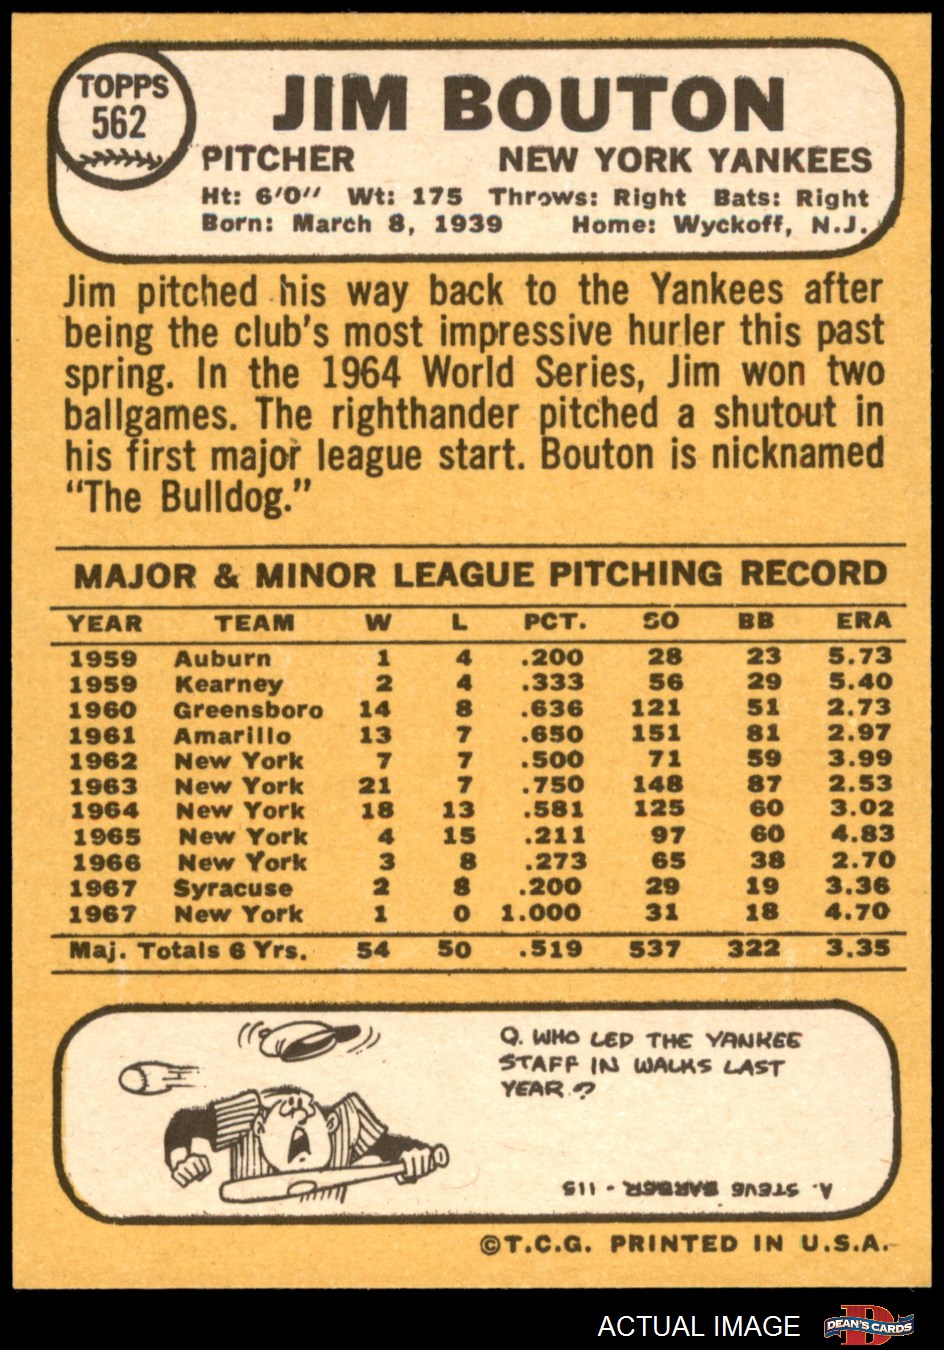 TOPPS
562
JIM BOUTON
PITCHER NEW YORK YANKEES
Ht: 6'0" Wt: 175 Throws: Right Bats: Right
Born: March 8, 1939 Home: Wyckoff, N.J.
Jim pitched his way back to the Yankees after
being the club's most impressive hurler this past
spring. In the 1964 World Series, Jim won two
ballgames. The righthander pitched a shutout in
his first major league start. Bouton is nicknamed
"The Bulldog."
MAJOR & MINOR LEAGUE PITCHING RECORD
YEAR TEAM W L PCT. SO BB ERA
1959 Auburn 1 4 .200 28 23 5.73
1959 Kearney 2 4 .333 56 29 5.40
1960 Greensboro 14 8 .636 121 51 2.73
1961 Amarillo 13 7 .650 151 81 2.97
1962 New York 7 7 .500 71 59 3.99
1963 New York 21 7 .750 148 87 2.53
1964 New York 18 13 .581 125 60 3.02
1965 New York 4 15 .211 97 60 4.83
1966 New York 3 8 .273 65 38 2.70
1967 Syracuse 2 8 .200 29 19 3.36
1967 New York 1 0 1.000 31 18 4.70
Maj. Totals 6 Yrs. 54 50 .519 537 322 3.35
Q. WHO LED THE YANKEE
STAFF IN WALKS LAST
YEAR?
A. STEVE BARBER - 115
©T.C.G. PRINTED IN U.S.A.
ACTUAL IMAGE
D
DEAN'S CARDS